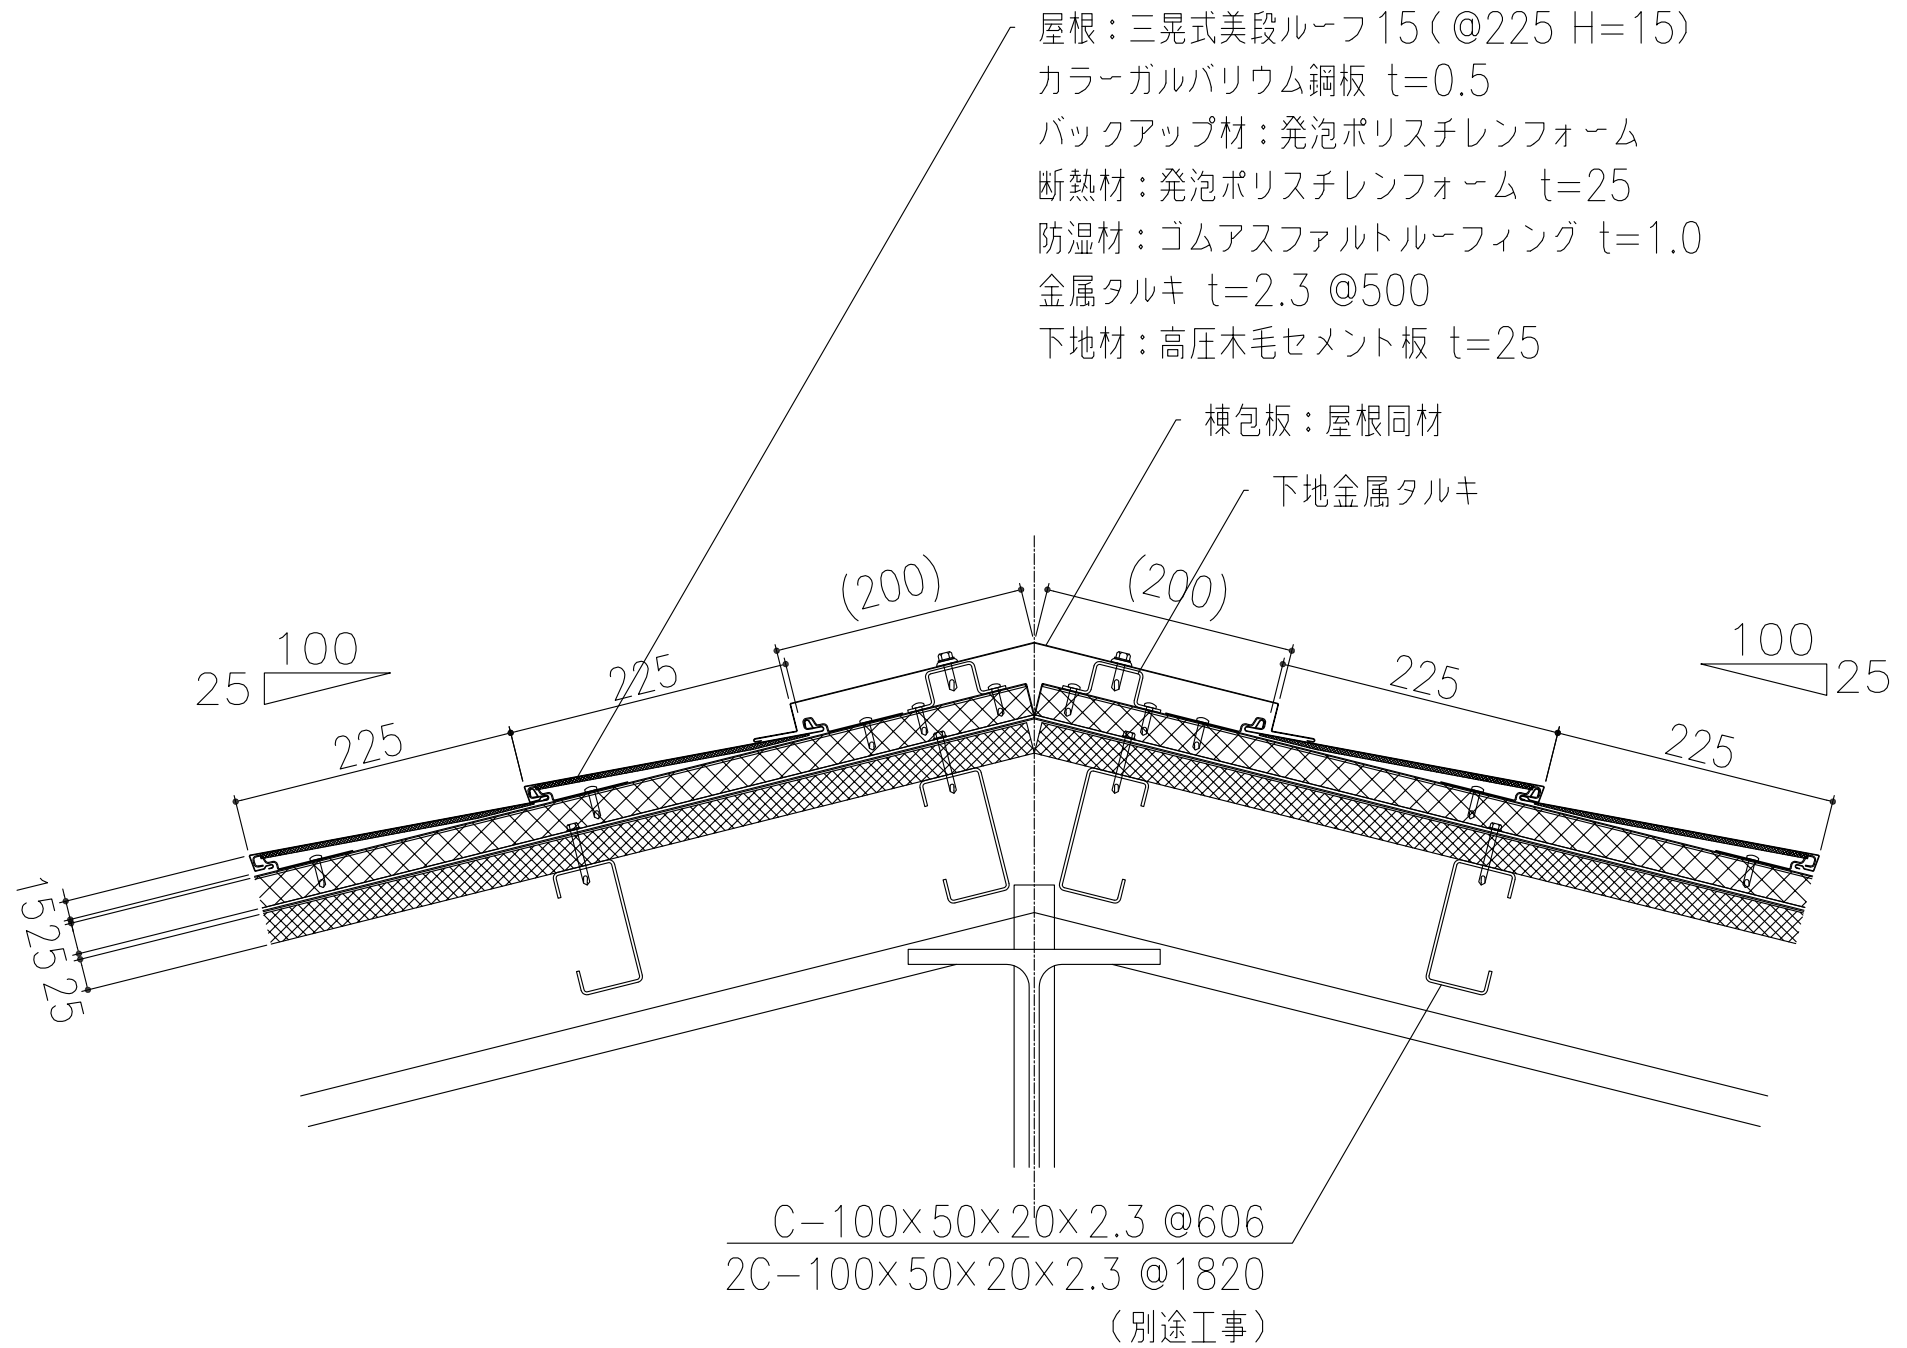 屋根：三晃式美段ルーフ15(@225 H=15)
カラーガルバリウム鋼板 t=0.5
バックアップ材：発泡ポリスチレンフォーム
断熱材：発泡ポリスチレンフォーム t=25
防湿材：ゴムアスファルトルーフィング t=1.0
金属タルキ t=2.3 @500
下地材：高圧木毛セメント板 t=25
棟包板：屋根同材
下地金属タルキ
(200)
(200)
100
25
225
225
100
25
225
225
15
25
25
C-100×50×20×2.3 @606
2C-100×50×20×2.3 @1820
(別途工事)